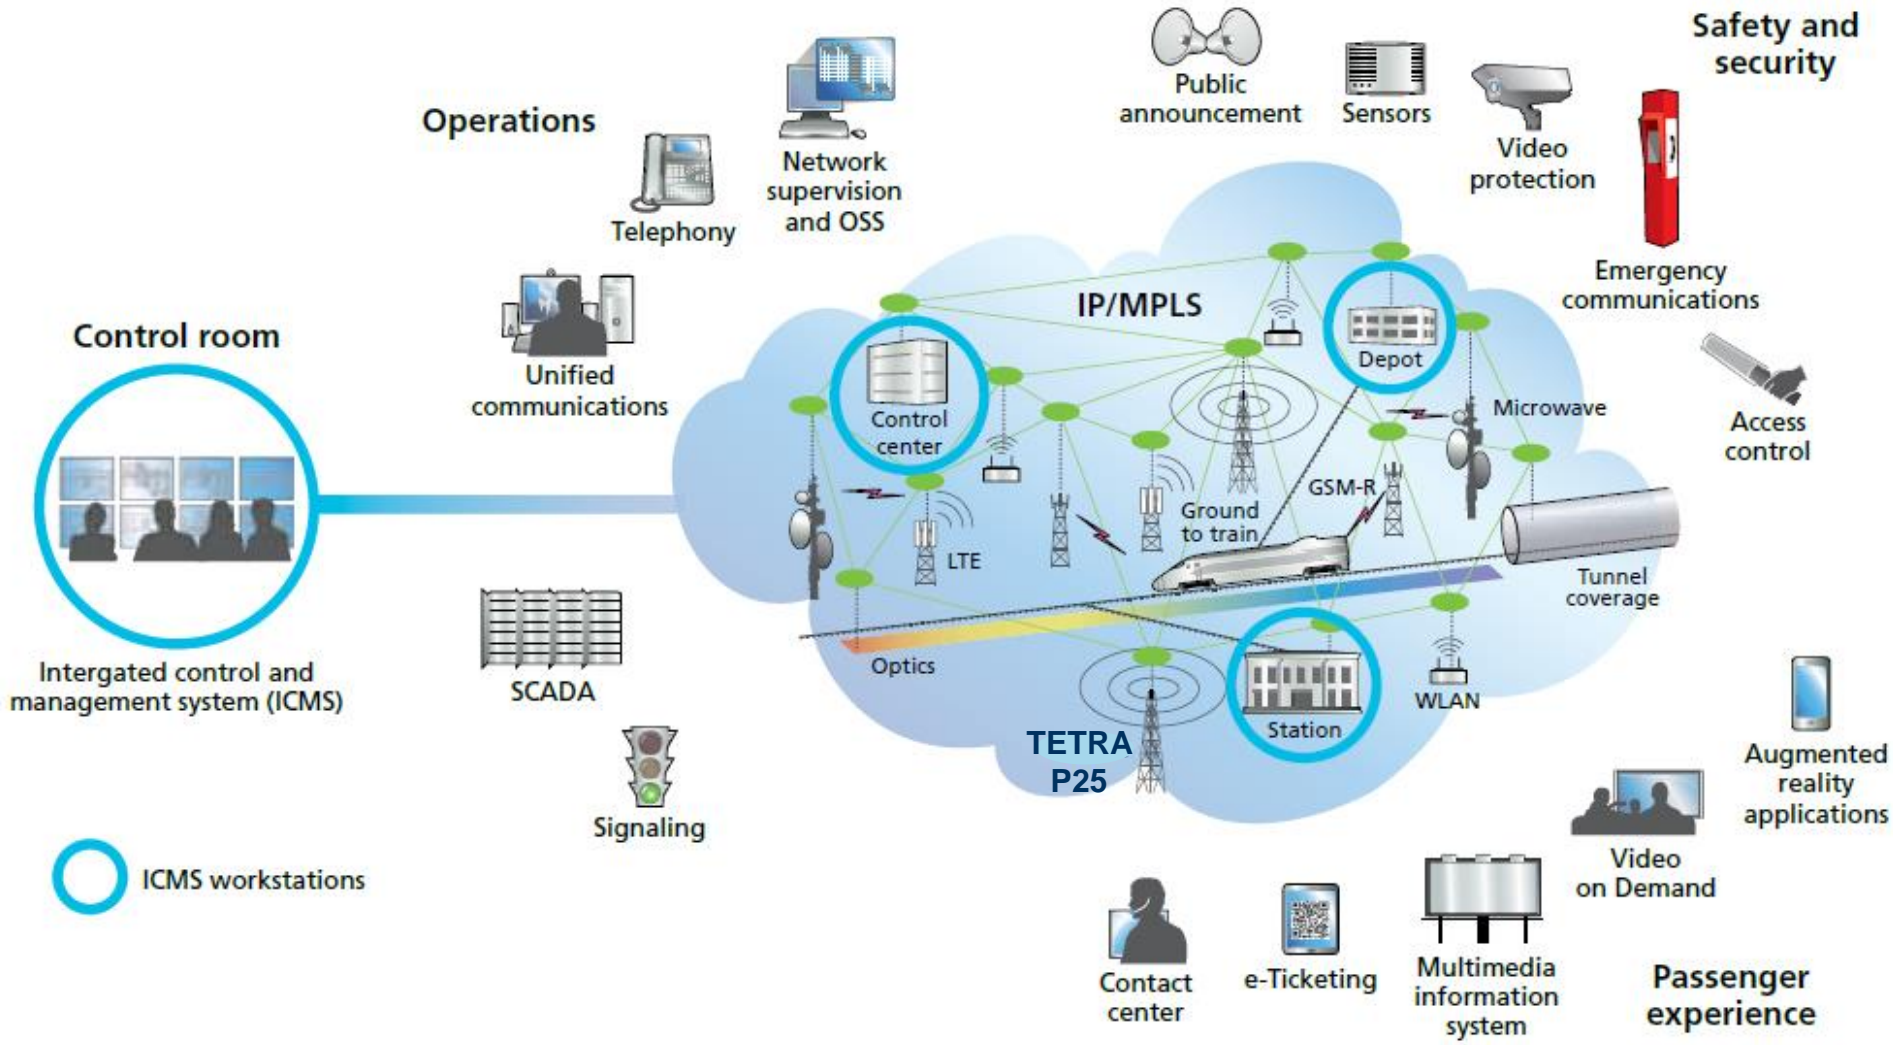 Safety and
security
Public
announcement
Sensors
Video
protection
Emergency
communications
Access
control
Operations
Network
supervision
and OSS
Telephony
Unified
communications
Control room
Intergated control and
management system (ICMS)
SCADA
Signaling
ICMS workstations
IP/MPLS
Depot
Control
center
Microwave
GSM-R
Ground
to train
LTE
Tunnel
coverage
Optics
Station
WLAN
TETRA
P25
Augmented
reality
applications
Video
on Demand
Multimedia
information
system
e-Ticketing
Contact
center
Passenger
experience